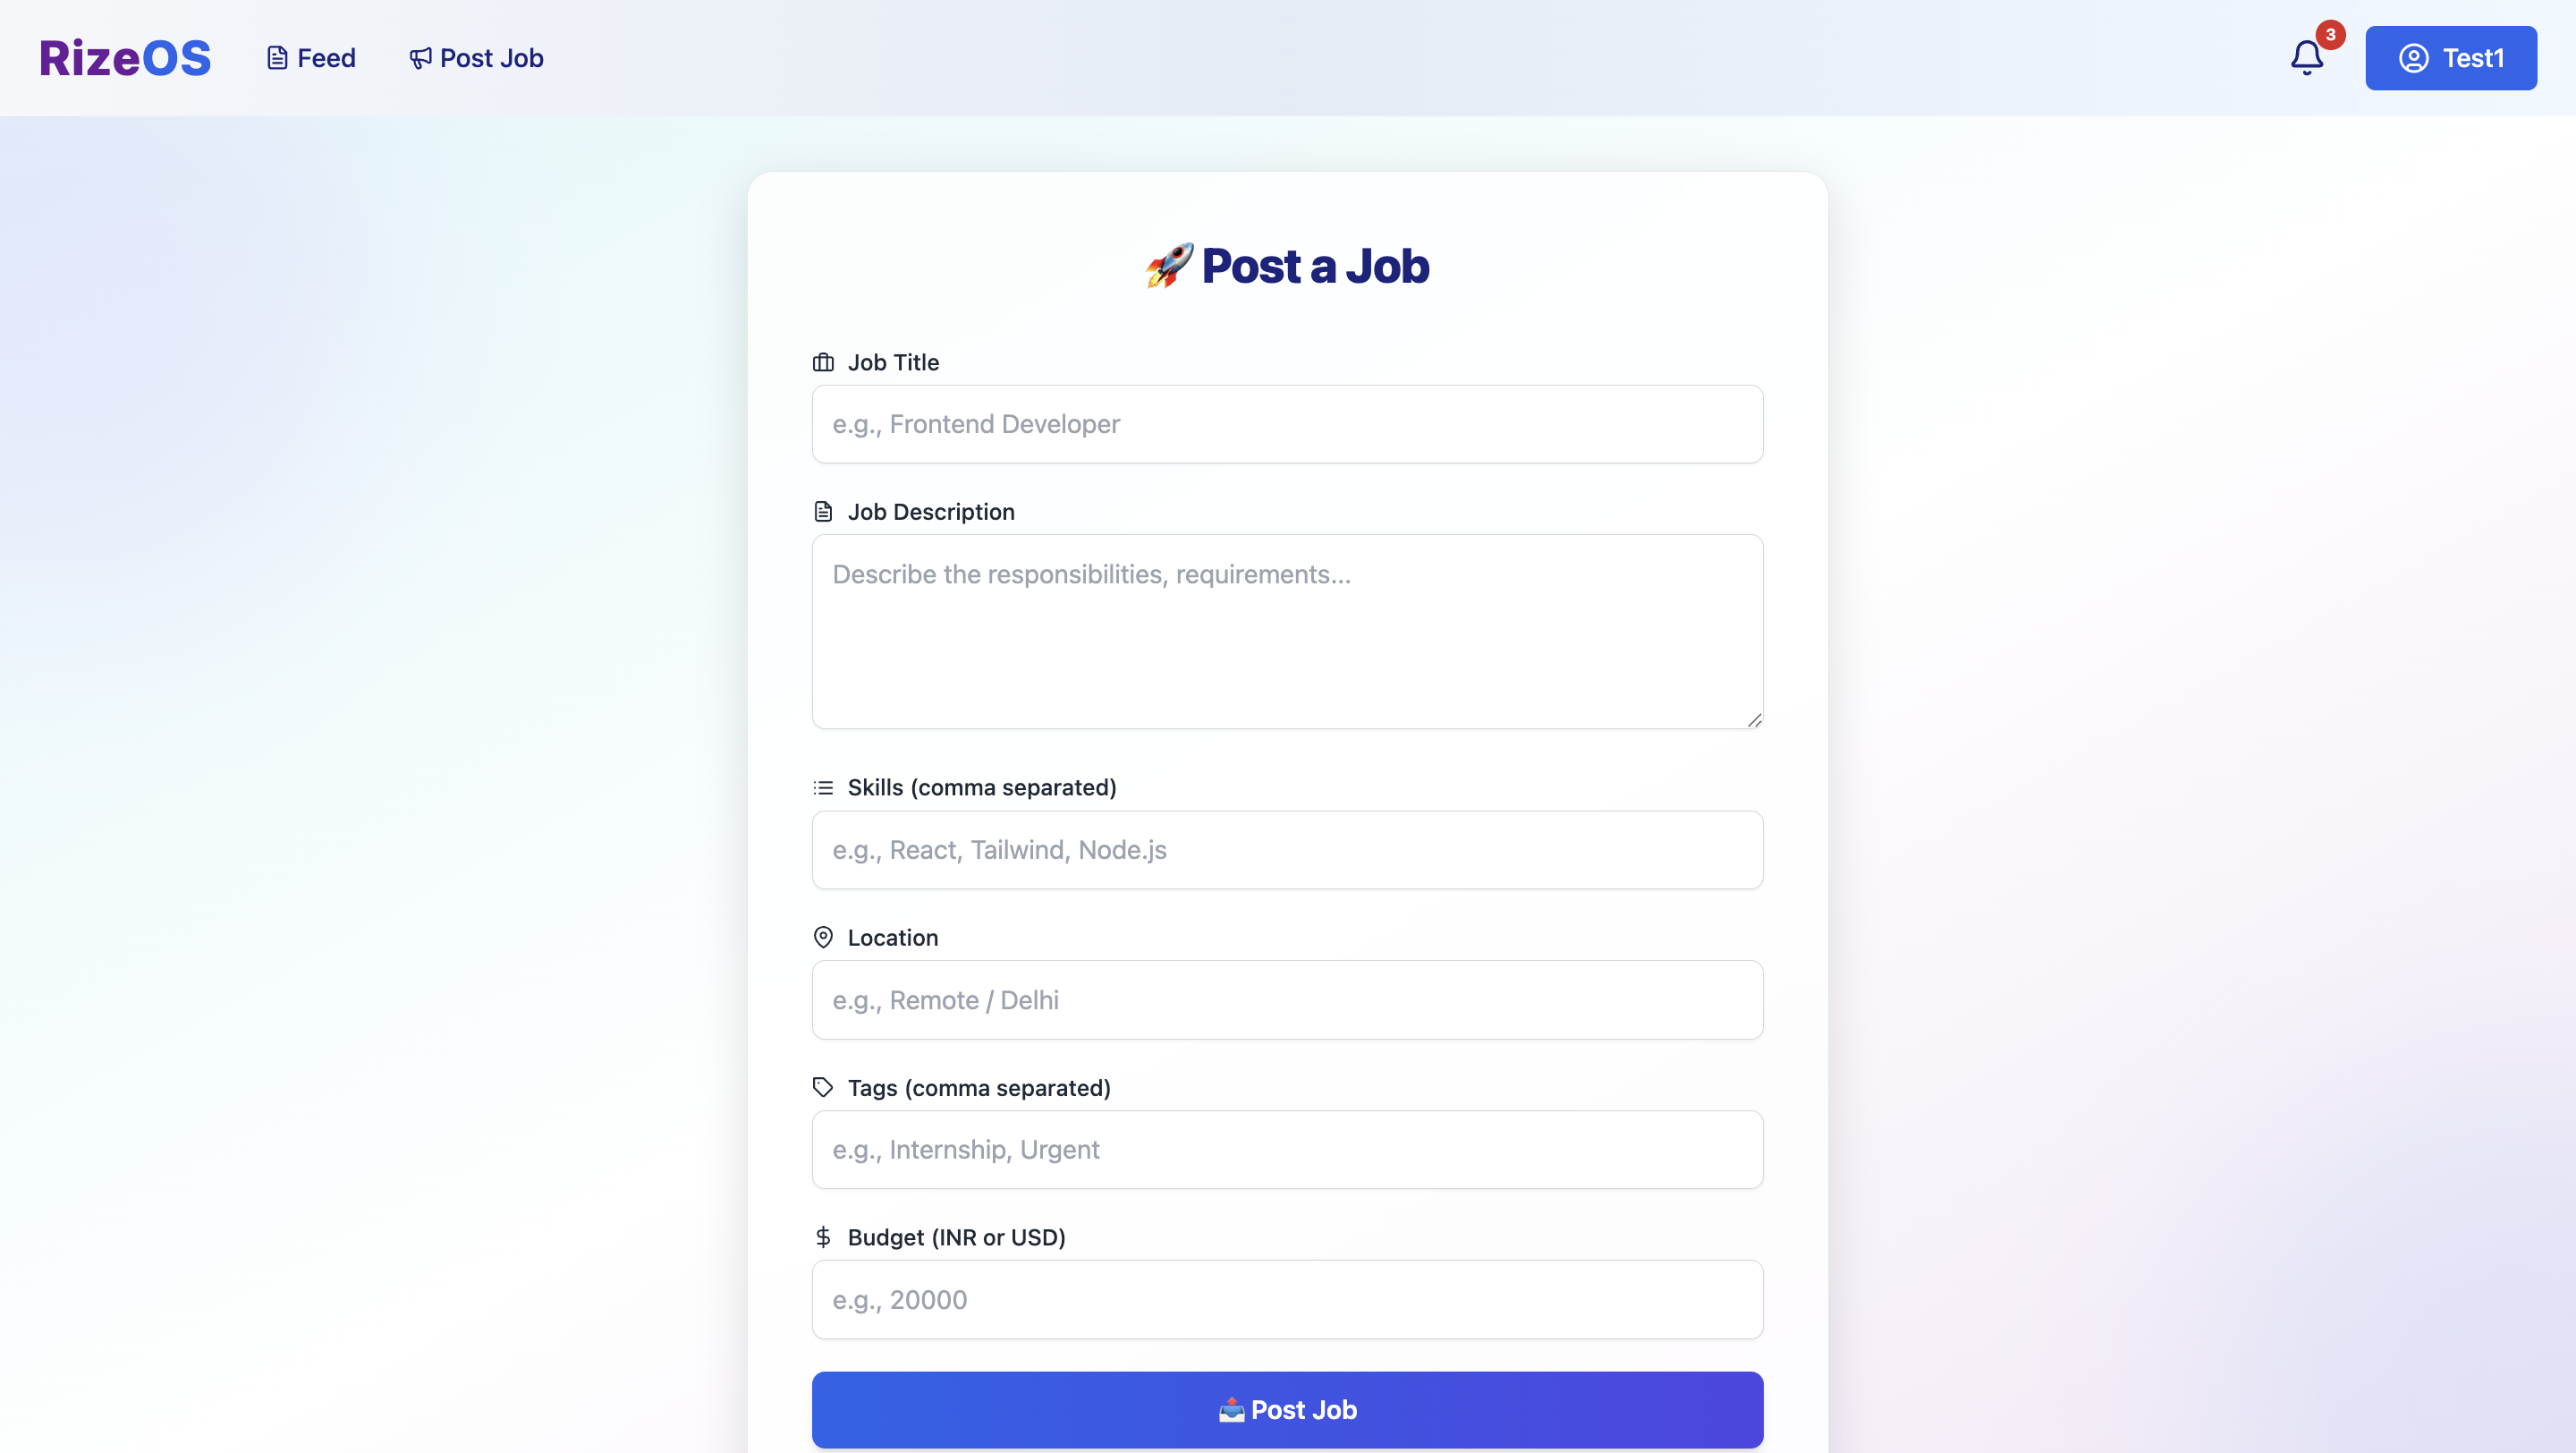 RizeOS
Feed
Post Job
3
Test1
🚀 Post a Job
Job Title
e.g., Frontend Developer
Job Description
Describe the responsibilities, requirements...
Skills (comma separated)
e.g., React, Tailwind, Node.js
Location
e.g., Remote / Delhi
Tags (comma separated)
e.g., Internship, Urgent
Budget (INR or USD)
e.g., 20000
📤 Post Job